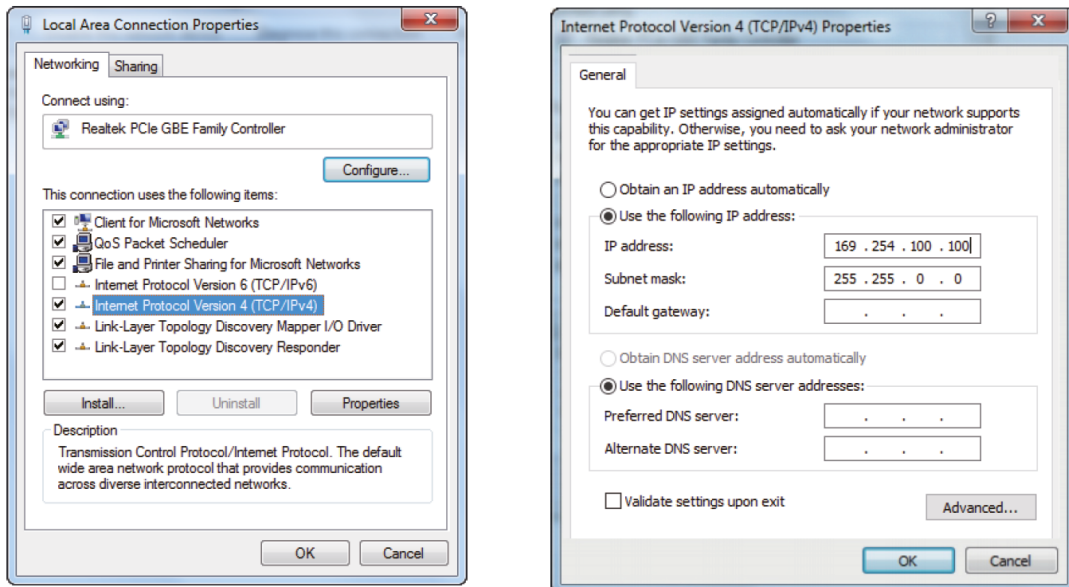 Local Area Connection Properties
Networking
Sharing
Connect using:
Realtek PCIe GBE Family Controller
Configure...
This connection uses the following items:
Client for Microsoft Networks
QoS Packet Scheduler
File and Printer Sharing for Microsoft Networks
Internet Protocol Version 6 (TCP/IPv6)
Internet Protocol Version 4 (TCP/IPv4)
Link-Layer Topology Discovery Mapper I/O Driver
Link-Layer Topology Discovery Responder
Install...
Uninstall
Properties
Description
Transmission Control Protocol/Internet Protocol. The default
wide area network protocol that provides communication
across diverse interconnected networks.
OK
Cancel
Internet Protocol Version 4 (TCP/IPv4) Properties
General
You can get IP settings assigned automatically if your network supports
this capability. Otherwise, you need to ask your network administrator
for the appropriate IP settings.
Obtain an IP address automatically
Use the following IP address:
IP address: 169 . 254 . 100 . 100
Subnet mask: 255 . 255 . 0 . 0
Default gateway: . . .
Obtain DNS server address automatically
Use the following DNS server addresses:
Preferred DNS server: . . .
Alternate DNS server: . . .
Validate settings upon exit
Advanced...
OK
Cancel